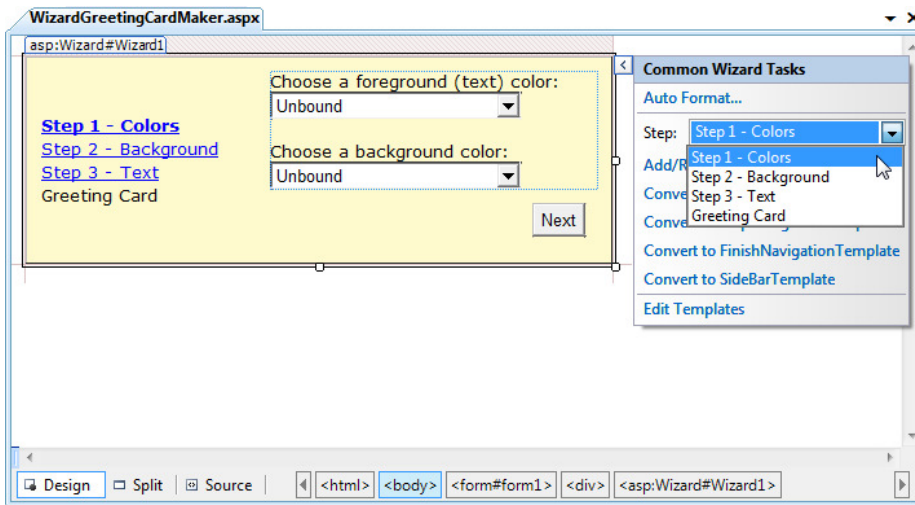 WizardGreetingCardMaker.aspx
asp:Wizard#Wizard1
Step 1 - Colors
Step 2 - Background
Step 3 - Text
Greeting Card
Choose a foreground (text) color:
Unbound
Choose a background color:
Unbound
Next
Common Wizard Tasks
Auto Format...
Step: Step 1 - Colors
Step 1 - Colors
Step 2 - Background
Step 3 - Text
Greeting Card
Add/R
Conve
Conve
Convert to FinishNavigationTemplate
Convert to SideBarTemplate
Edit Templates
Design Split Source <html> <body> <form#form1> <div> <asp:Wizard#Wizard1>